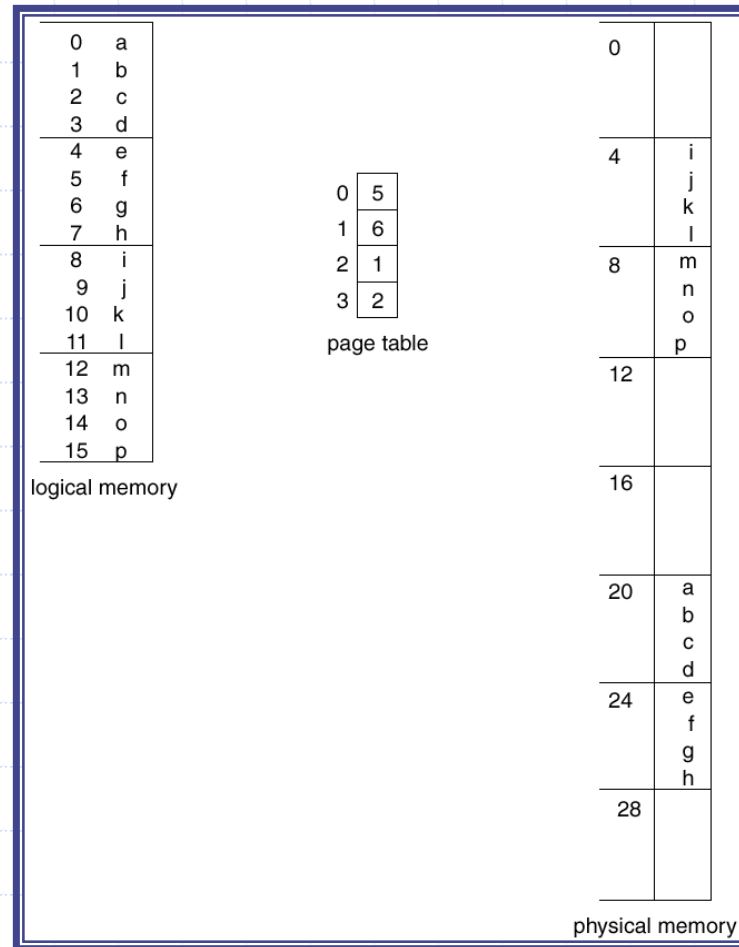 0 a
1 b
2 c
3 d
4 e
5 f
6 g
7 h
8 i
9 j
10 k
11 l
12 m
13 n
14 o
15 p
logical memory
0 5
1 6
2 1
3 2
page table
0
4 i
j
k
l
8 m
n
o
p
12
16
20 a
b
c
d
24 e
f
g
h
28
physical memory